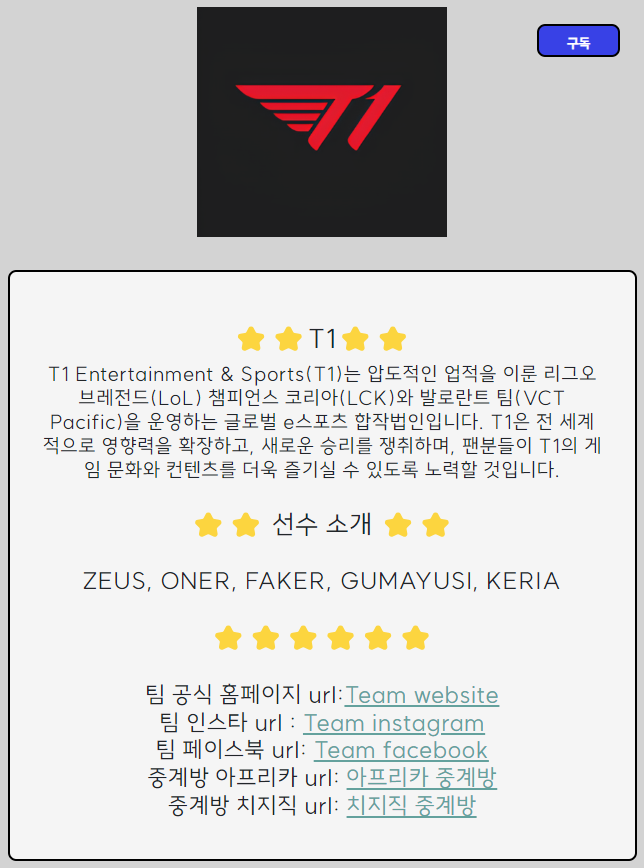 구독
T1
T1
T1 Entertainment & Sports(T1)는 압도적인 업적을 이룬 리그오
브레전드(LoL) 챔피언스 코리아(LCK)와 발로란트 팀(VCT
Pacific)을 운영하는 글로벌 e스포츠 합작법인입니다. T1은 전 세계
적으로 영향력을 확장하고, 새로운 승리를 쟁취하며, 팬분들이 T1의 게
임 문화와 컨텐츠를 더욱 즐기실 수 있도록 노력할 것입니다.
선수 소개
ZEUS, ONER, FAKER, GUMAYUSI, KERIA
팀 공식 홈페이지 url:Team website
팀 인스타 url : Team instagram
팀 페이스북 url: Team facebook
중계방 아프리카 url: 아프리카 중계방
중계방 치지직 url: 치지직 중계방